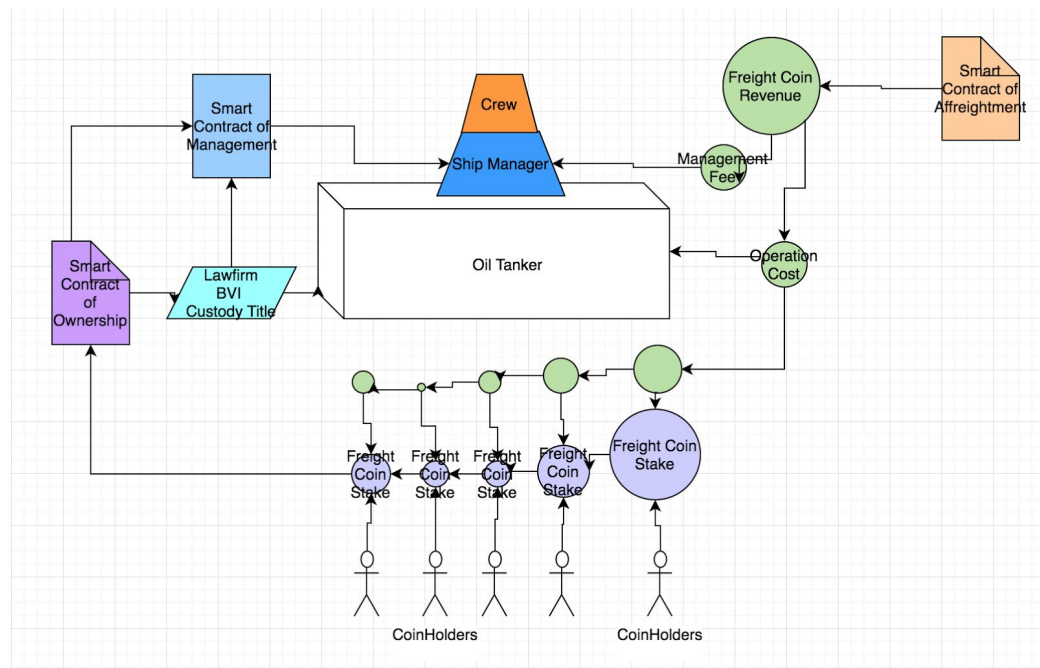 Smart
Contract of
Management
Crew
Ship Manager
Freight Coin
Revenue
Smart
Contract of
Affreightment
Management
Fee
Oil Tanker
Operation
Cost
Smart
Contract
of
Ownership
Lawfirm
BVI
Custody Title
Freight
Coin
Stake
Freight
Coin
Stake
Freight
Coin
Stake
Freight
Coin
Stake
Freight Coin
Stake
CoinHolders
CoinHolders